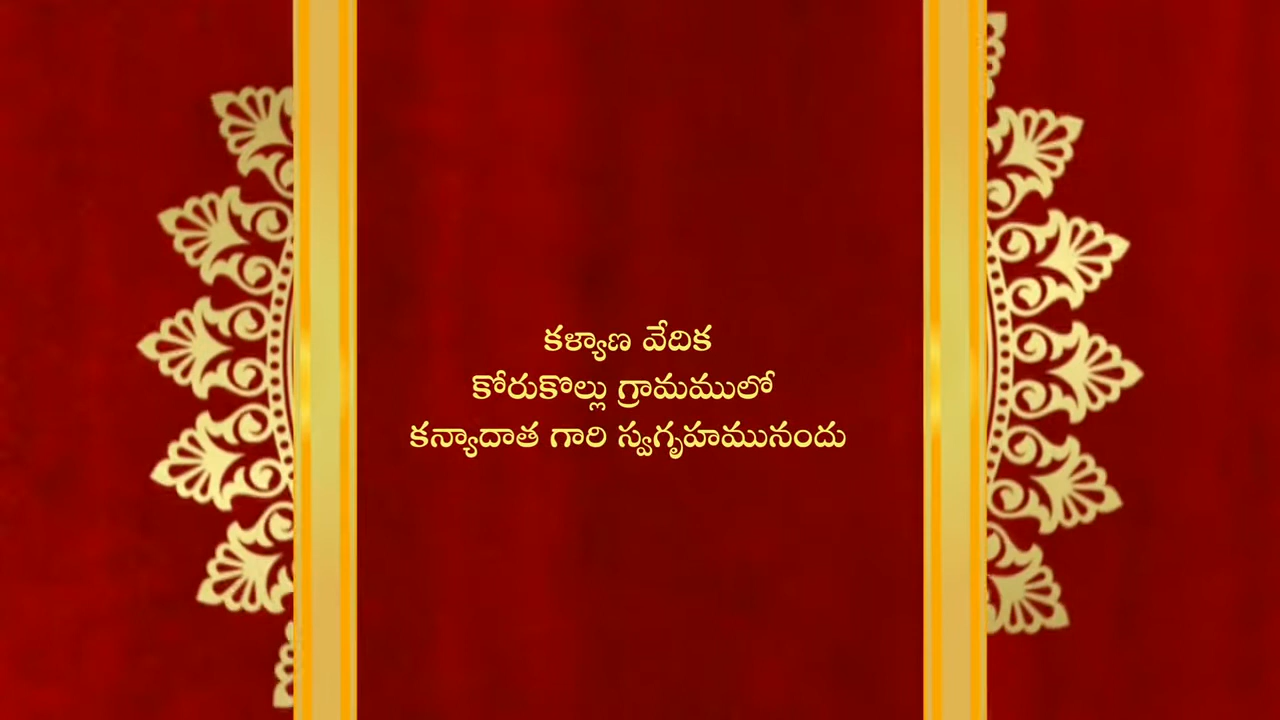 కళ్యాణ వేదిక
కోరుకొల్లు గ్రామములో
కన్యాదాత గారి స్వగృహమునందు